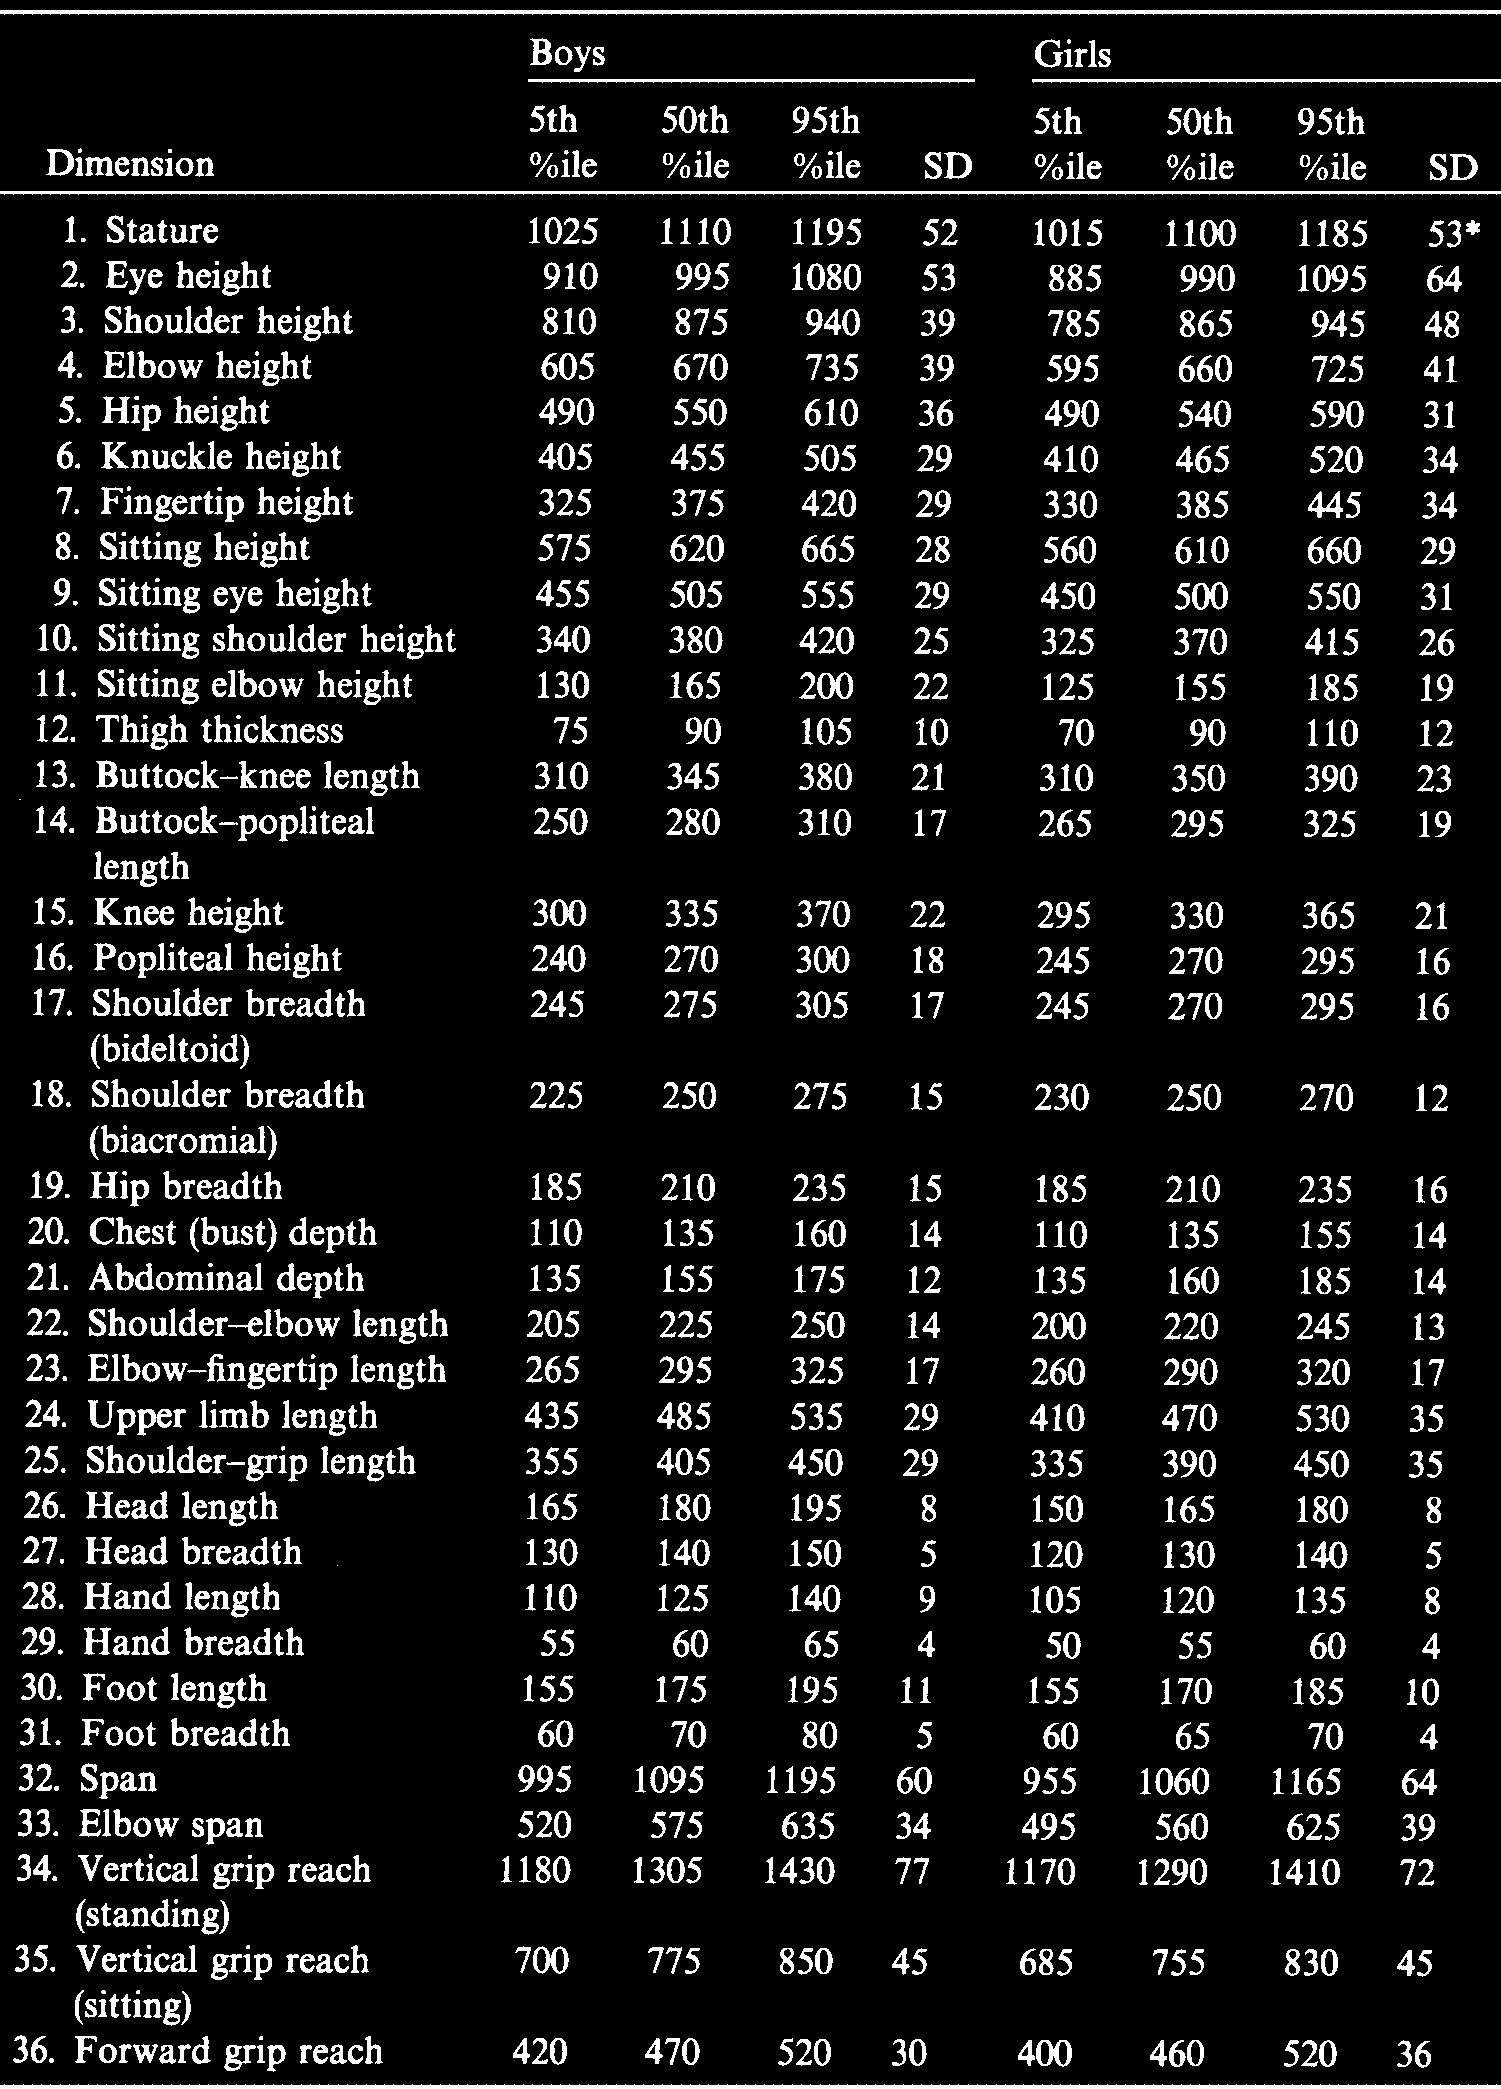 Boys Girls
5th 50th 95th 5th 50th 95th
Dimension %ile %ile %ile SD %ile %ile %ile SD
1. Stature 1025 1110 1195 52 1015 1100 1185 53*
2. Eye height 910 995 1080 53 885 990 1095 64
3. Shoulder height 810 875 940 39 785 865 945 48
4. Elbow height 605 670 735 39 595 660 725 41
5. Hip height 490 550 610 36 490 540 590 31
6. Knuckle height 405 455 505 29 410 465 520 34
7. Fingertip height 325 375 420 29 330 385 445 34
8. Sitting height 575 620 665 28 560 610 660 29
9. Sitting eye height 455 505 555 29 450 500 550 31
10. Sitting shoulder height 340 380 420 25 325 370 415 26
11. Sitting elbow height 130 165 200 22 125 155 185 19
12. Thigh thickness 75 90 105 10 70 90 110 12
13. Buttock–knee length 310 345 380 21 310 350 390 23
14. Buttock–popliteal 250 280 310 17 265 295 325 19
length
15. Knee height 300 335 370 22 295 330 365 21
16. Popliteal height 240 270 300 18 245 270 295 16
17. Shoulder breadth 245 275 305 17 245 270 295 16
(bideltoid)
18. Shoulder breadth 225 250 275 15 230 250 270 12
(biacromial)
19. Hip breadth 185 210 235 15 185 210 235 16
20. Chest (bust) depth 110 135 160 14 110 135 155 14
21. Abdominal depth 135 155 175 12 135 160 185 14
22. Shoulder–elbow length 205 225 250 14 200 220 245 13
23. Elbow–fingertip length 265 295 325 17 260 290 320 17
24. Upper limb length 435 485 535 29 410 470 530 35
25. Shoulder–grip length 355 405 450 29 335 390 450 35
26. Head length 165 180 195 8 150 165 180 8
27. Head breadth 130 140 150 5 120 130 140 5
28. Hand length 110 125 140 9 105 120 135 8
29. Hand breadth 55 60 65 4 50 55 60 4
30. Foot length 155 175 195 11 155 170 185 10
31. Foot breadth 60 70 80 5 60 65 70 4
32. Span 995 1095 1195 60 955 1060 1165 64
33. Elbow span 520 575 635 34 495 560 625 39
34. Vertical grip reach 1180 1305 1430 77 1170 1290 1410 72
(standing)
35. Vertical grip reach 700 775 850 45 685 755 830 45
(sitting)
36. Forward grip reach 420 470 520 30 400 460 520 36